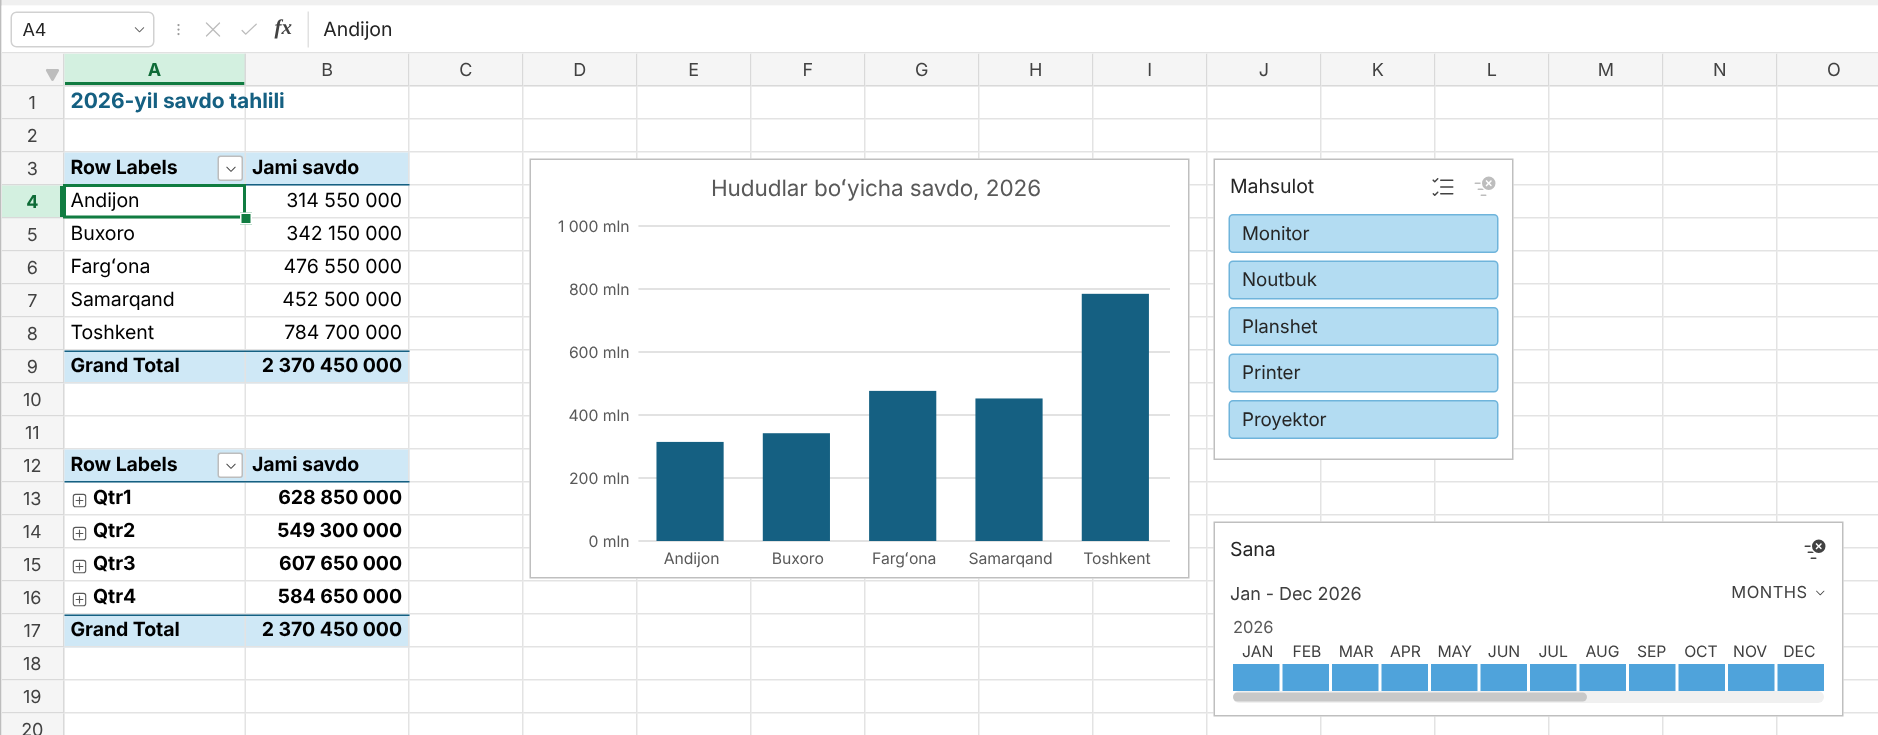 A4
fx
Andijon
A B C D E F G H I J K L M N O
1 2026-yil savdo tahlili
2
3 Row Labels Jami savdo
4 Andijon 314 550 000
5 Buxoro 342 150 000
6 Fargʻona 476 550 000
7 Samarqand 452 500 000
8 Toshkent 784 700 000
9 Grand Total 2 370 450 000
10
11
12 Row Labels Jami savdo
13 Qtr1 628 850 000
14 Qtr2 549 300 000
15 Qtr3 607 650 000
16 Qtr4 584 650 000
17 Grand Total 2 370 450 000
18
19
20
Hududlar boʻyicha savdo, 2026
1 000 mln
800 mln
600 mln
400 mln
200 mln
0 mln
Andijon Buxoro Fargʻona Samarqand Toshkent
Mahsulot
Monitor
Noutbuk
Planshet
Printer
Proyektor
Sana
Jan - Dec 2026 MONTHS
2026
JAN FEB MAR APR MAY JUN JUL AUG SEP OCT NOV DEC